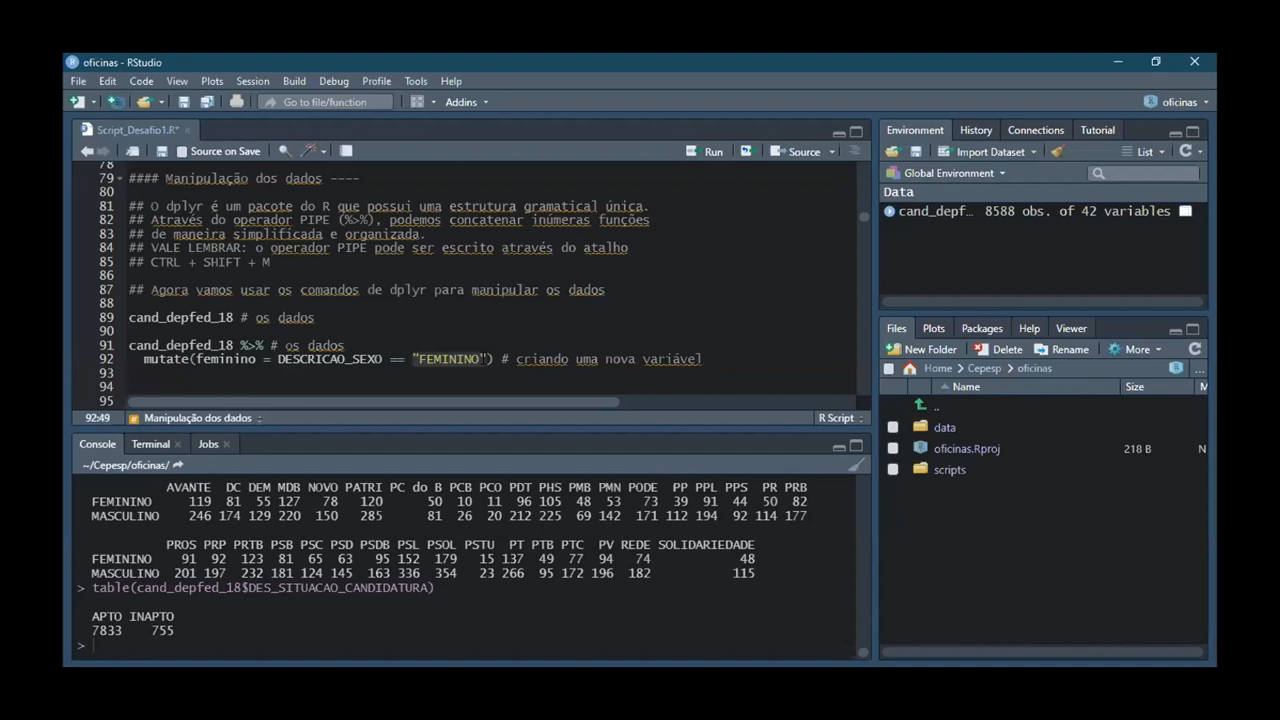 oficinas - RStudio
File Edit Code View Plots Session Build Debug Profile Tools Help
Go to file/function Addins oficinas
Script_Desafio1.R*
Source on Save Run Source
78
79 #### Manipulação dos dados ----
80
81 ## O dplyr é um pacote do R que possui uma estrutura gramatical única.
82 ## Através do operador PIPE (%>%), podemos concatenar inúmeras funções
83 ## de maneira simplificada e organizada.
84 ## VALE LEMBRAR: o operador PIPE pode ser escrito através do atalho
85 ## CTRL + SHIFT + M
86
87 ## Agora vamos usar os comandos de dplyr para manipular os dados
88
89 cand_depfed_18 # os dados
90
91 cand_depfed_18 %>% # os dados
92 mutate(feminino = DESCRICAO_SEXO == "FEMININO") # criando uma nova variável
93
94
95
92:49 Manipulação dos dados R Script
Console Terminal Jobs
~/Cepesp/oficinas/
AVANTE DC DEM MDB NOVO PATRI PC do B PCB PCO PDT PHS PMB PMN PODE PP PPL PPS PR PRB
FEMININO 119 81 55 127 78 120 50 10 11 96 105 48 53 73 39 91 44 50 82
MASCULINO 246 174 129 220 150 285 81 26 20 212 225 69 142 171 112 194 92 114 177
PROS PRP PRTB PSB PSC PSD PSDB PSL PSOL PSTU PT PTB PTC PV REDE SOLIDARIEDADE
FEMININO 91 92 123 81 65 63 95 152 179 15 137 49 77 94 74 48
MASCULINO 201 197 232 181 124 145 163 336 354 23 266 95 172 196 182 115
> table(cand_depfed_18$DES_SITUACAO_CANDIDATURA)
APTO INAPTO
7833 755
>
Environment History Connections Tutorial
Import Dataset List
Global Environment
Data
cand_depf… 8588 obs. of 42 variables
Files Plots Packages Help Viewer
New Folder Delete Rename More
Home Cepesp oficinas ...
Name Size M
..
data
oficinas.Rproj 218 B N
scripts